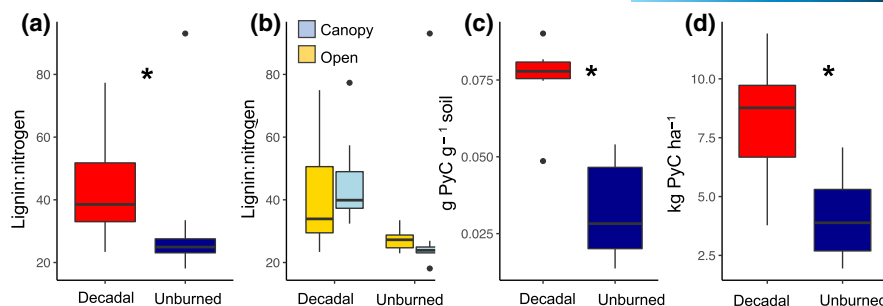 (a)
Lignin:nitrogen
80
60
40
20
*
Decadal
Unburned
(b)
Canopy
Open
Lignin:nitrogen
80
60
40
20
Decadal
Unburned
(c)
g PyC g⁻¹ soil
0.075
0.050
0.025
*
Decadal
Unburned
(d)
kg PyC ha⁻¹
10.0
7.5
5.0
2.5
*
Decadal
Unburned